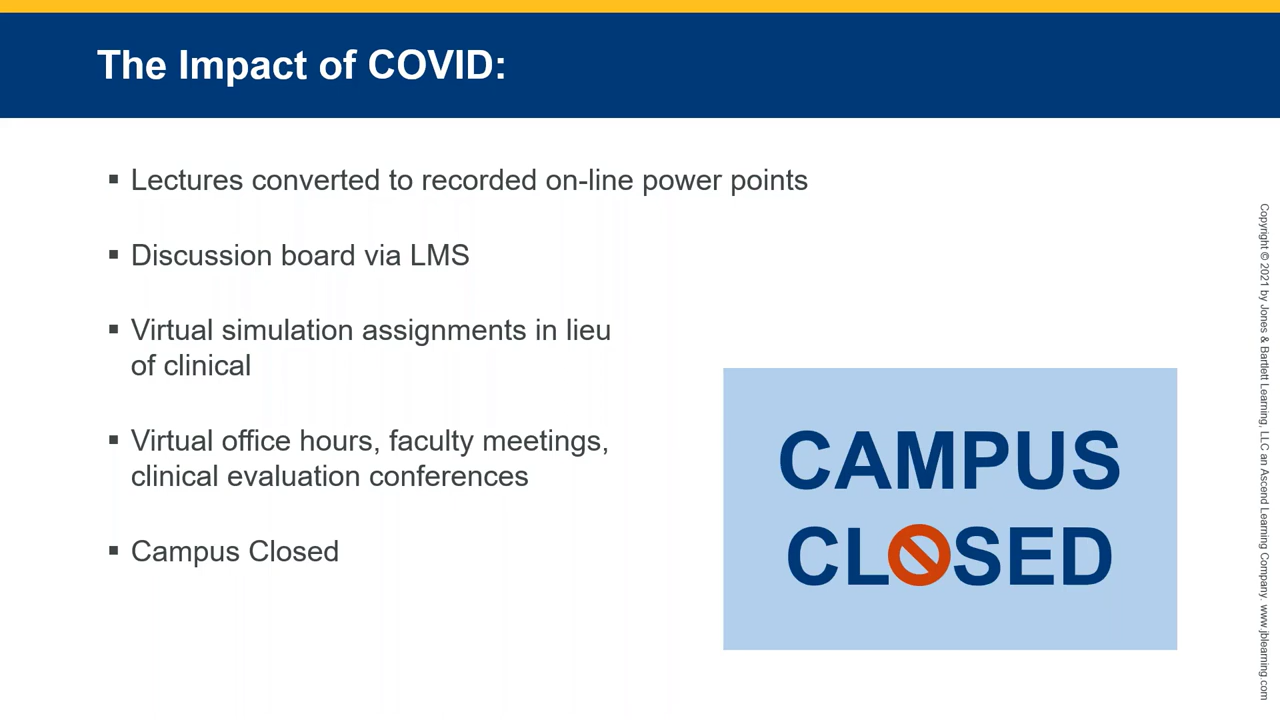 The Impact of COVID:
Lectures converted to recorded on-line power points
Discussion board via LMS
Virtual simulation assignments in lieu
of clinical
Virtual office hours, faculty meetings,
clinical evaluation conferences
Campus Closed
CAMPUS
CLOSED
Copyright © 2021 by Jones & Bartlett Learning, LLC an Ascend Learning Company. www.jblearning.com